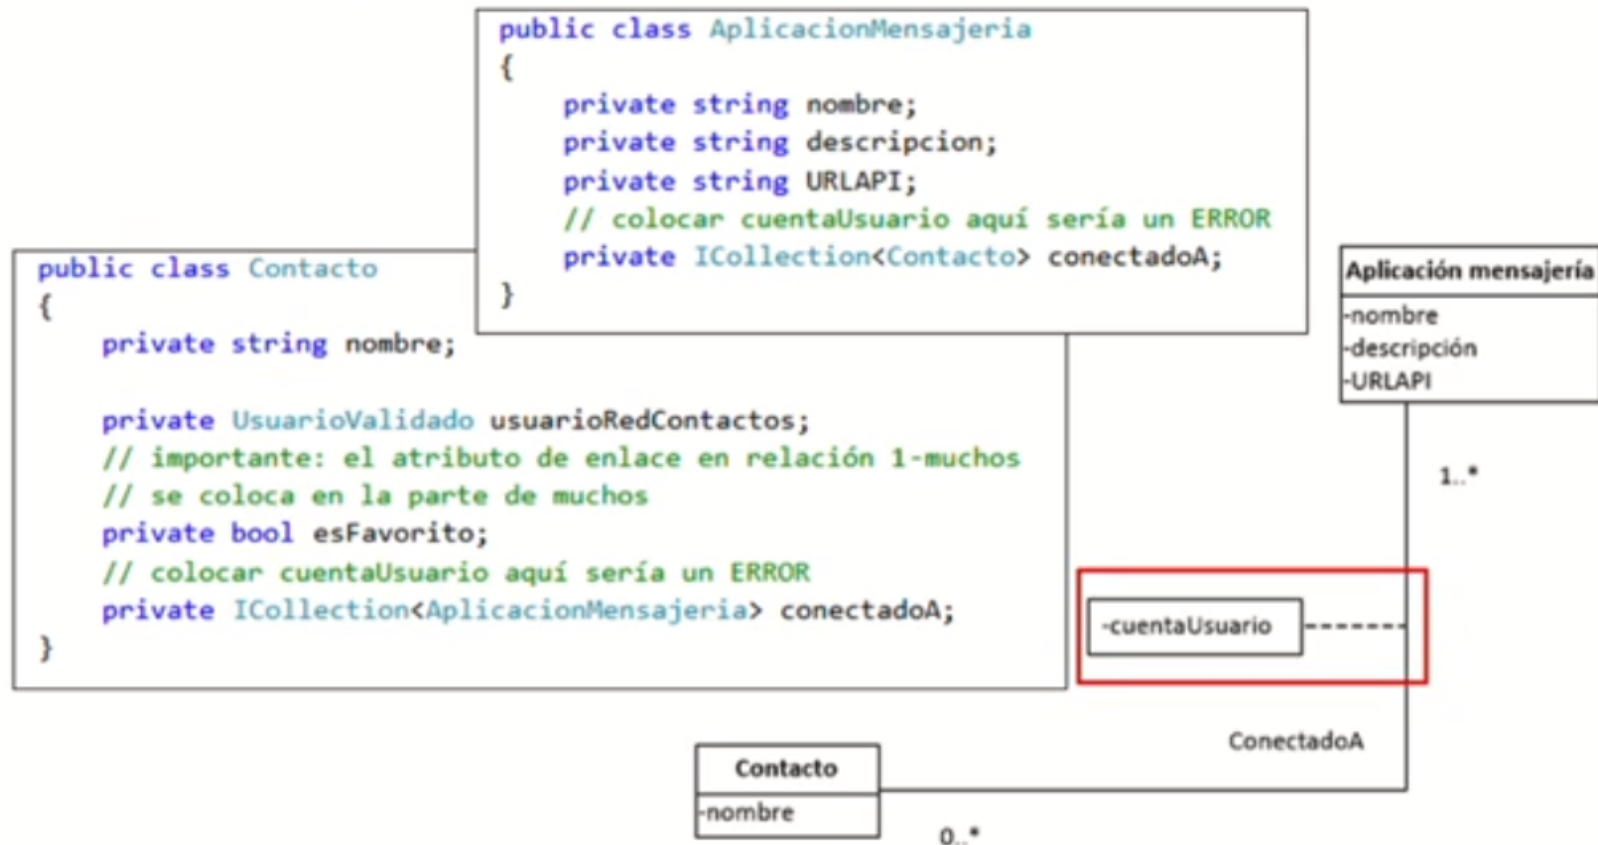 public class AplicacionMensajeria
{
private string nombre;
private string descripcion;
private string URLAPI;
// colocar cuentaUsuario aquí sería un ERROR
private ICollection<Contacto> conectadoA;
}
public class Contacto
{
private string nombre;
private UsuarioValidado usuarioRedContactos;
// importante: el atributo de enlace en relación 1-muchos
// se coloca en la parte de muchos
private bool esFavorito;
// colocar cuentaUsuario aquí sería un ERROR
private ICollection<AplicacionMensajeria> conectadoA;
}
Aplicación mensajería
-nombre
-descripción
-URLAPI
1..*
-cuentaUsuario
ConectadoA
Contacto
-nombre
0..*